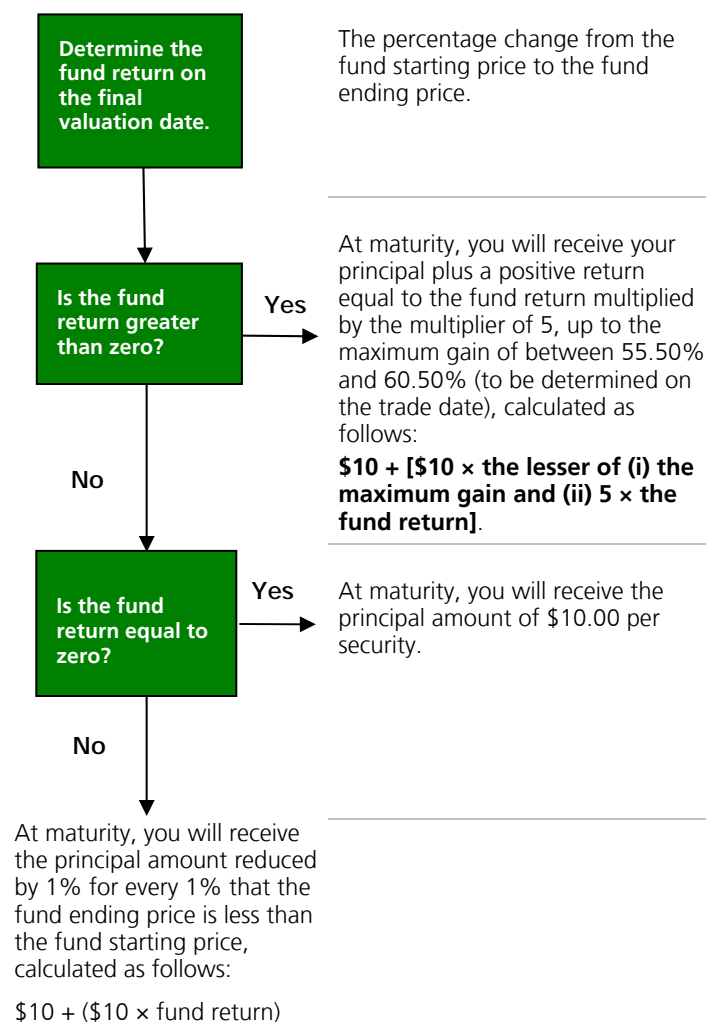 Determine the
fund return on
the final
valuation date.
The percentage change from the
fund starting price to the fund
ending price.
Is the fund
return greater
than zero?
Yes
At maturity, you will receive your
principal plus a positive return
equal to the fund return multiplied
by the multiplier of 5, up to the
maximum gain of between 55.50%
and 60.50% (to be determined on
the trade date), calculated as
follows:
$10 + [$10 × the lesser of (i) the
maximum gain and (ii) 5 × the
fund return].
No
Is the fund
return equal to
zero?
Yes
At maturity, you will receive the
principal amount of $10.00 per
security.
No
At maturity, you will receive
the principal amount reduced
by 1% for every 1% that the
fund ending price is less than
the fund starting price,
calculated as follows:
$10 + ($10 × fund return)